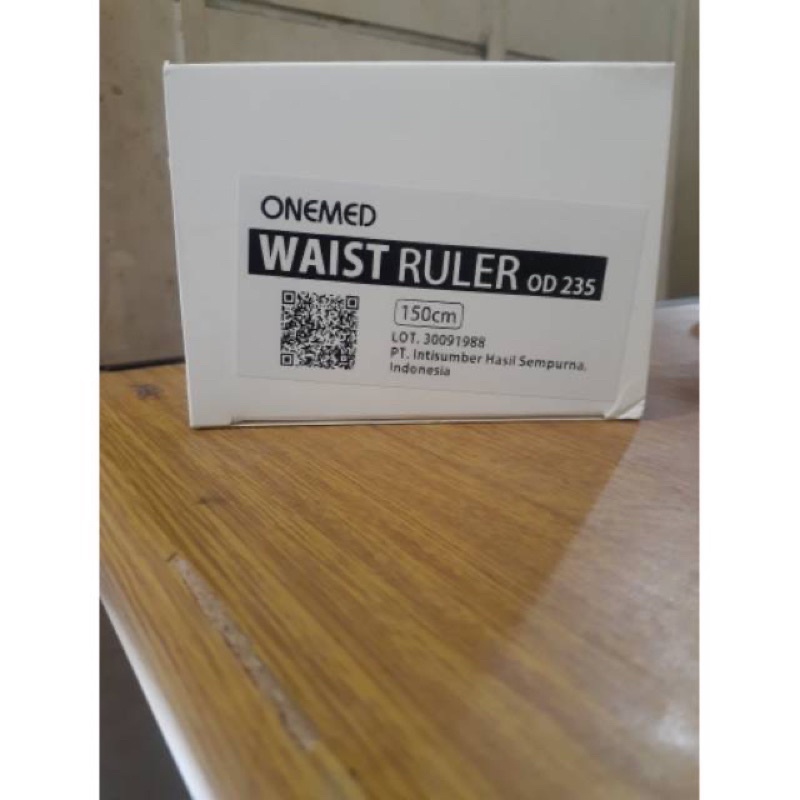 ONEMED
WAIST RULER OD 235
150cm
LOT. 30091988
PT. Intisumber Hasil Sempurna.
Indonesia